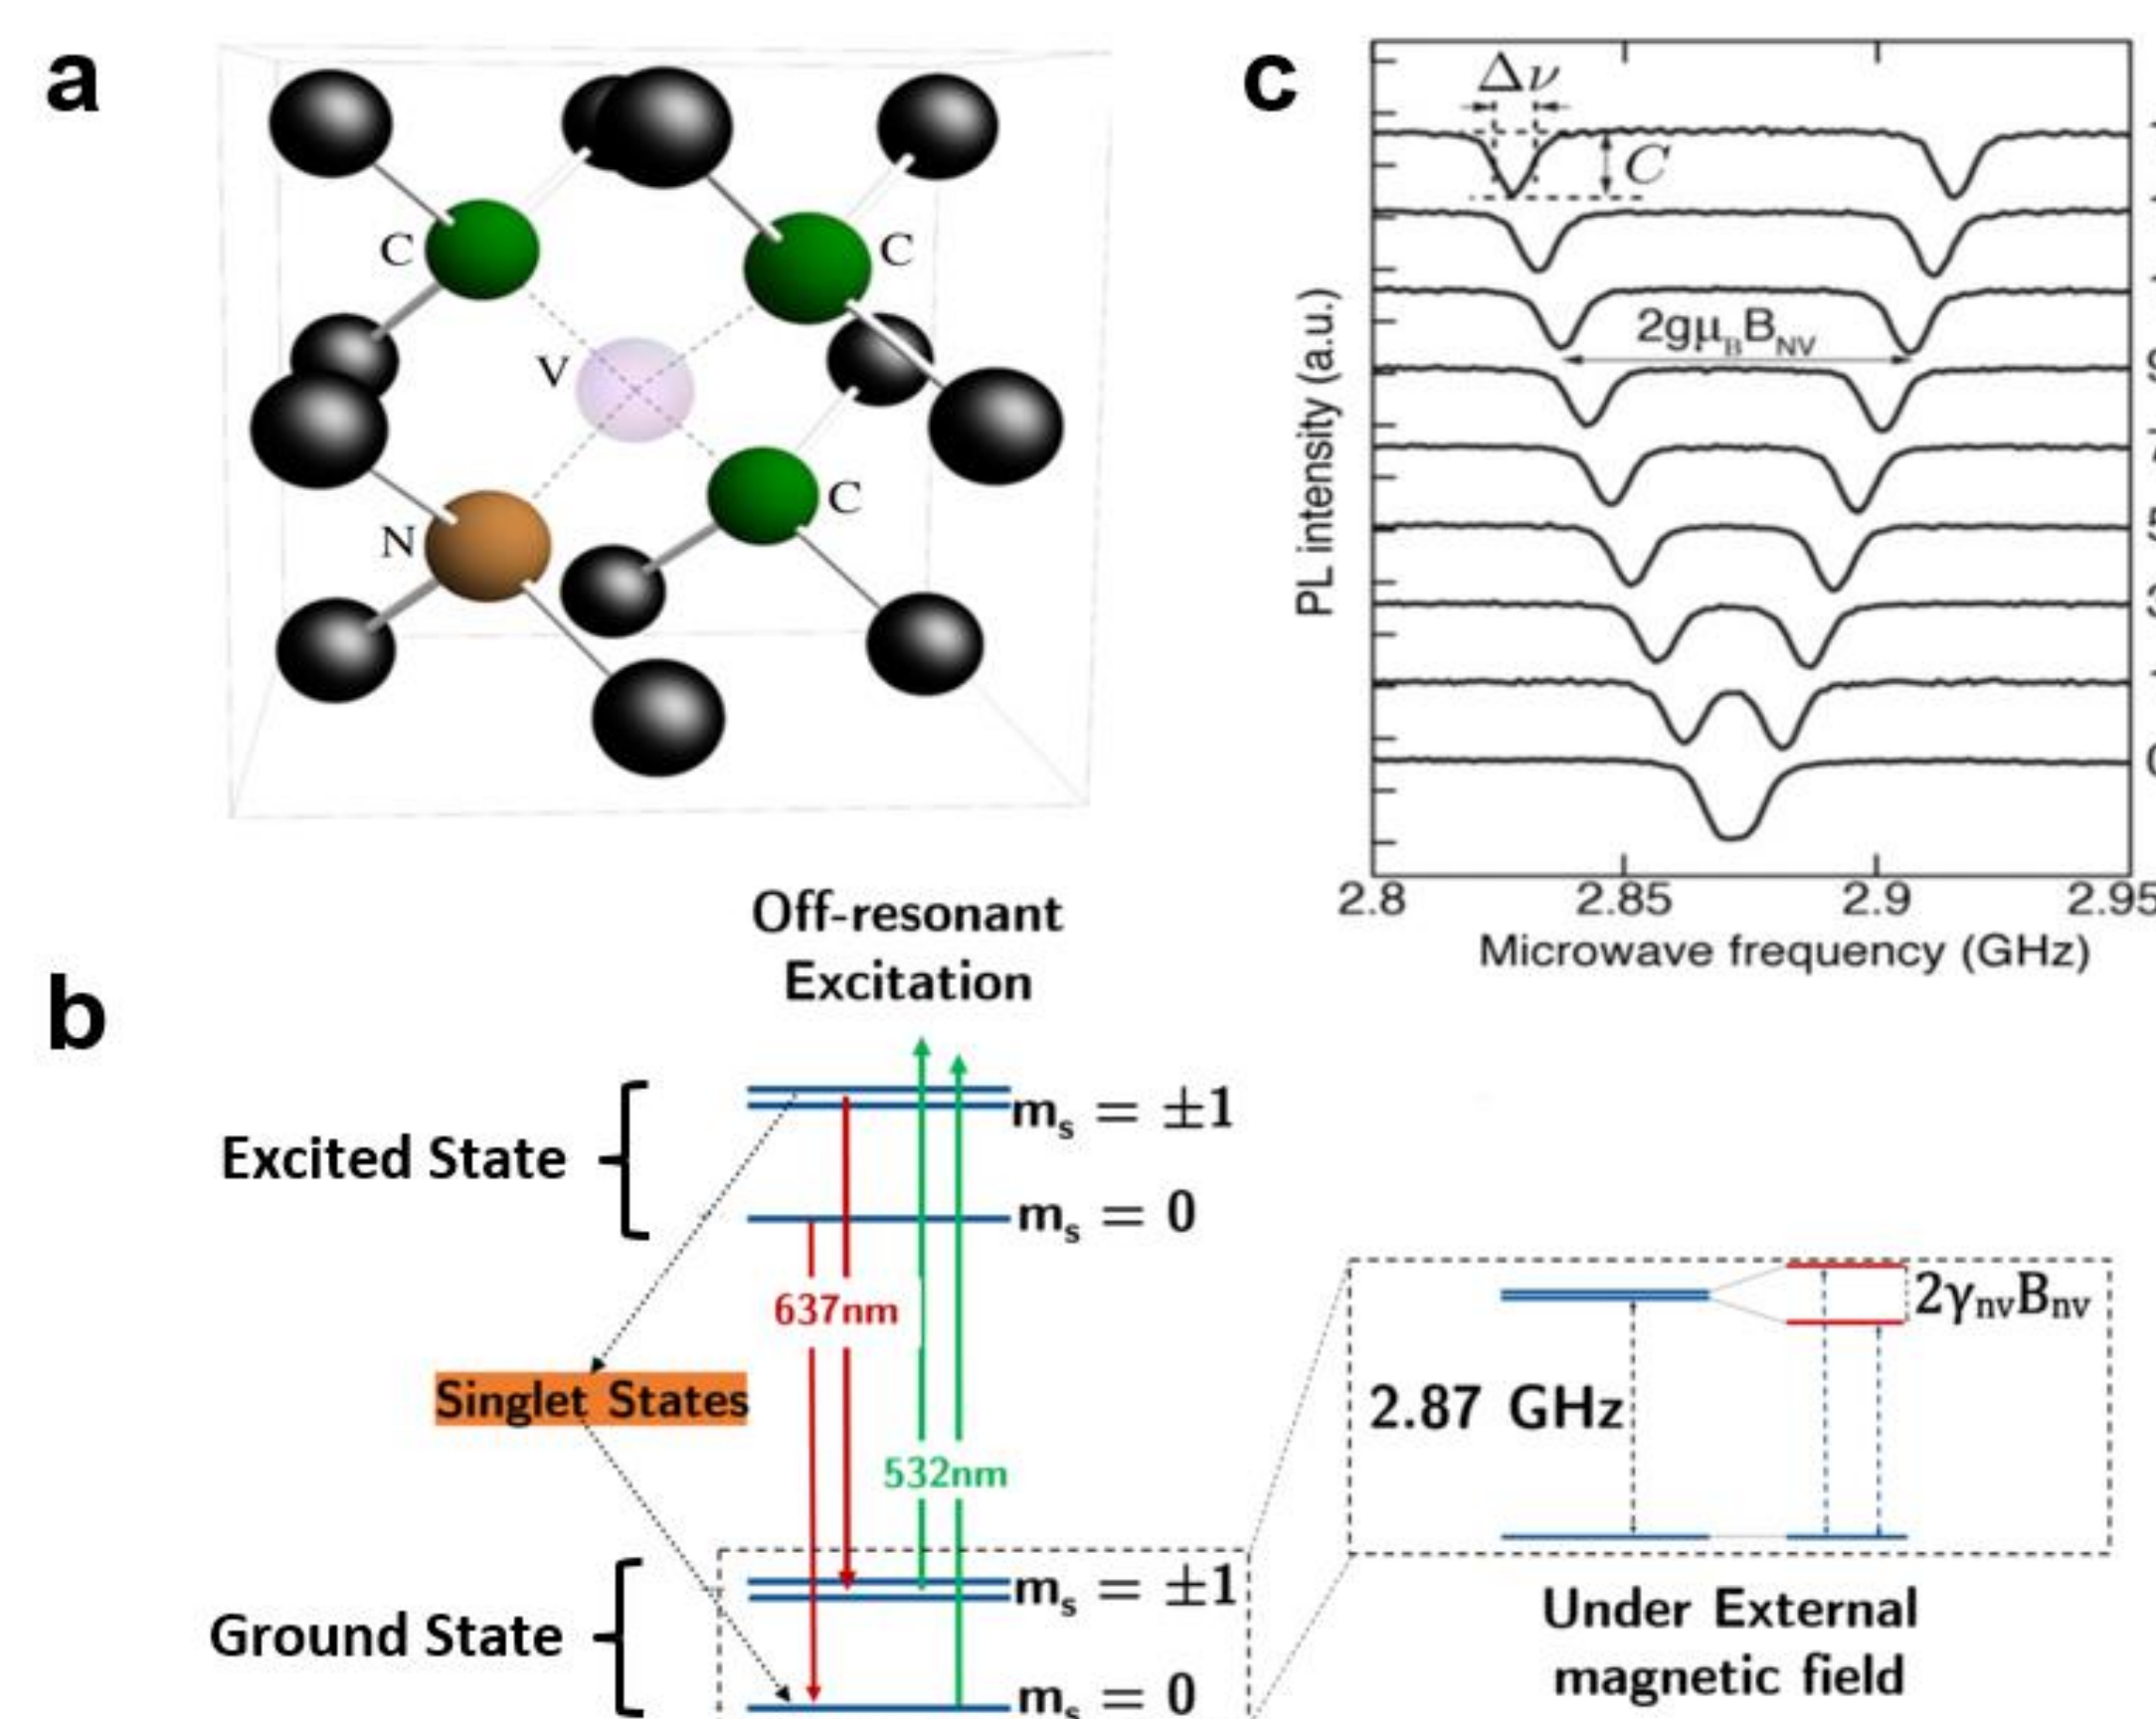 a
C
C
V
N
C
c
Δν
C
2gμ_B B_NV
PL intensity (a.u.)
2.8 2.85 2.9 2.95
Microwave frequency (GHz)
b
Off-resonant
Excitation
Excited State
mₛ = ±1
mₛ = 0
637nm
Singlet States
532nm
Ground State
mₛ = ±1
mₛ = 0
2γₙᵥBₙᵥ
2.87 GHz
Under External
magnetic field